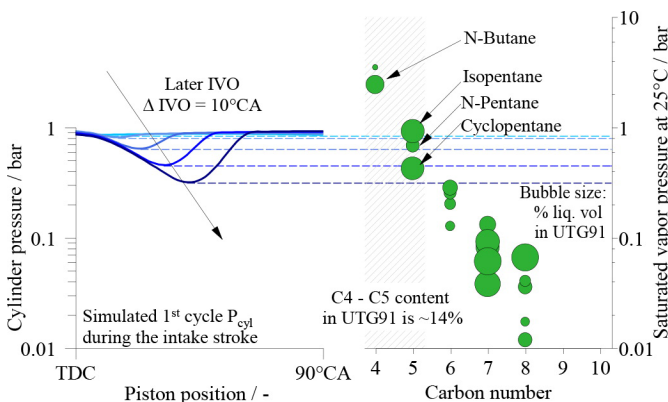 Cylinder pressure / bar
1
0.1
0.01
Later IVO
Δ IVO = 10°CA
Simulated 1st cycle Pcyl
during the intake stroke
TDC
90°CA
Piston position / -
N-Butane
Isopentane
N-Pentane
Cyclopentane
Bubble size:
% liq. vol
in UTG91
C4 - C5 content
in UTG91 is ~14%
4 5 6 7 8 9 10
Carbon number
10
1
0.1
0.01
Saturated vapor pressure at 25°C / bar